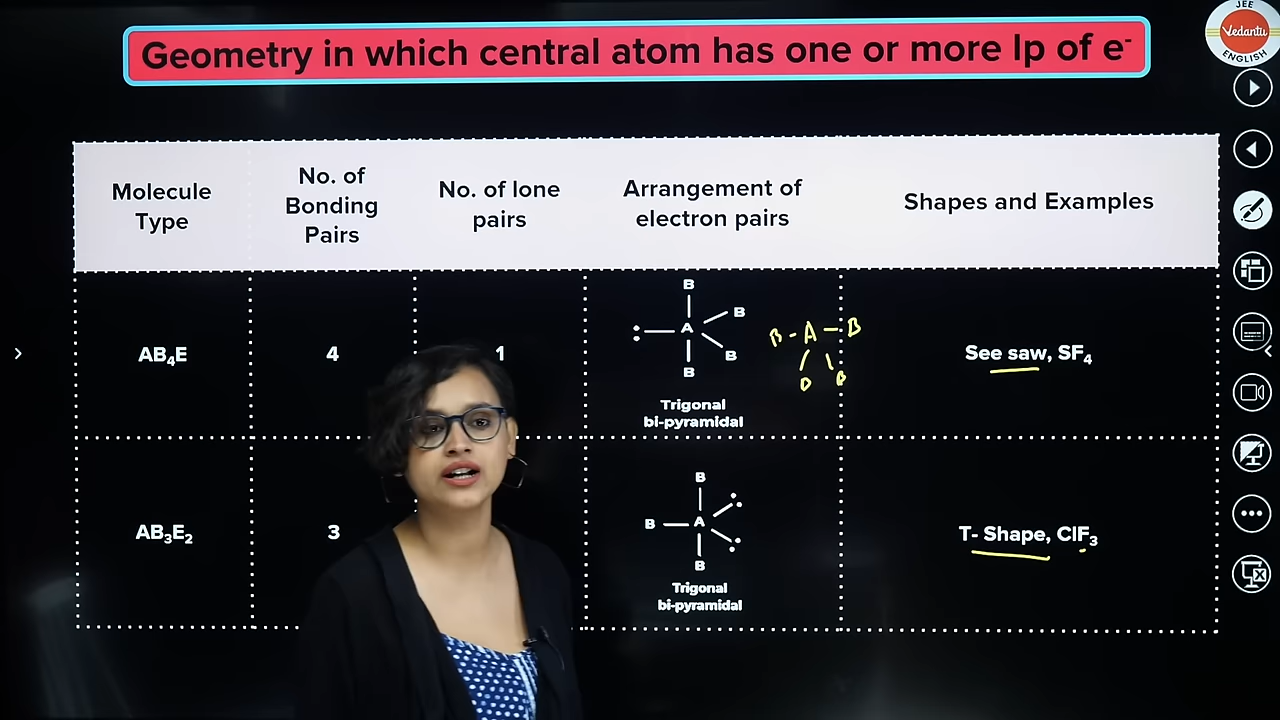 Geometry in which central atom has one or more lp of e⁻
JEE
Vedantu
ENGLISH
Molecule
Type
No. of
Bonding
Pairs
No. of lone
pairs
Arrangement of
electron pairs
Shapes and Examples
AB₄E
4
1
B
B
: A
B
B
Trigonal
bi-pyramidal
B - A - B
See saw, SF₄
AB₃E₂
3
B
B A :
:
B
Trigonal
bi-pyramidal
T- Shape, ClF₃